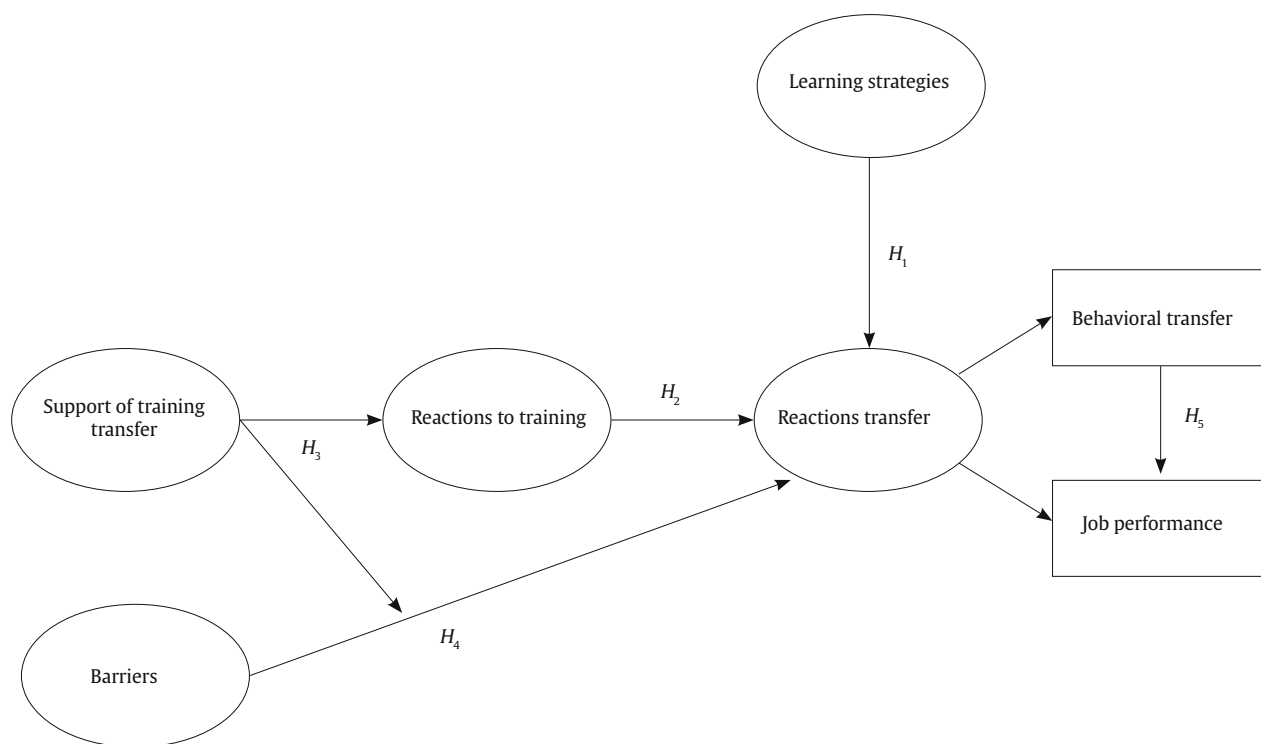 Learning strategies
H₁
Behavioral transfer
H₂
Support of training
transfer
Reactions to training
Reactions transfer
H₃
H₅
Job performance
H₄
Barriers